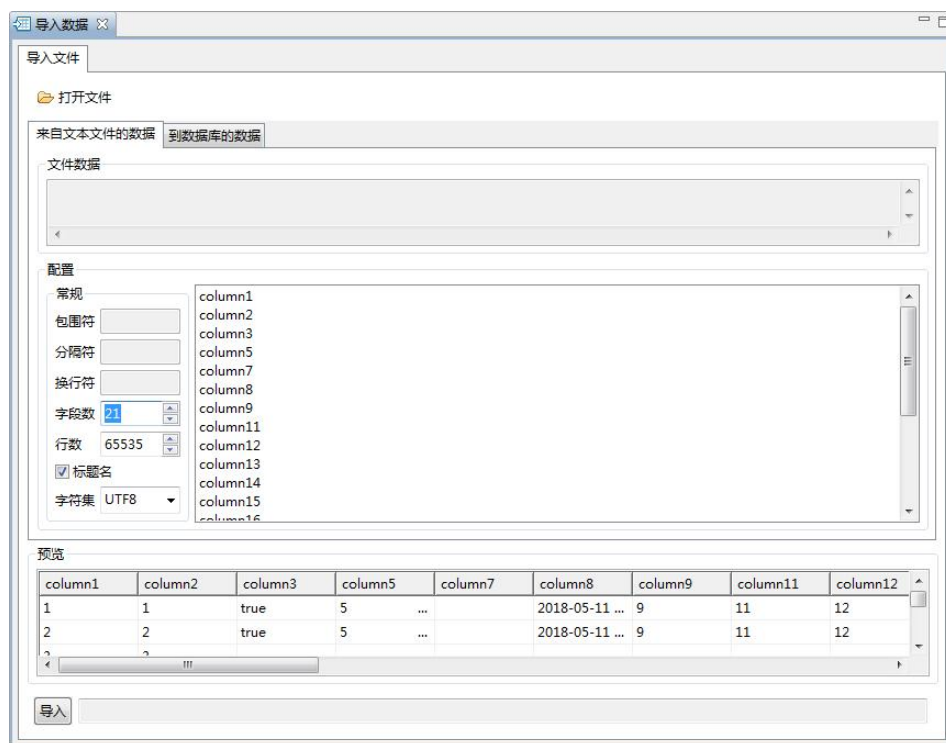 导入数据
导入文件
打开文件
来自文本文件的数据 到数据库的数据
文件数据
配置
常规
包围符
分隔符
换行符
字段数 21
行数 65535
标题名
字符集 UTF8
column1
column2
column3
column5
column7
column8
column9
column11
column12
column13
column14
column15
column16
预览
column1 column2 column3 column5 column7 column8 column9 column11 column12
1 1 true 5 ... 2018-05-11 ... 9 11 12
2 2 true 5 ... 2018-05-11 ... 9 11 12
导入